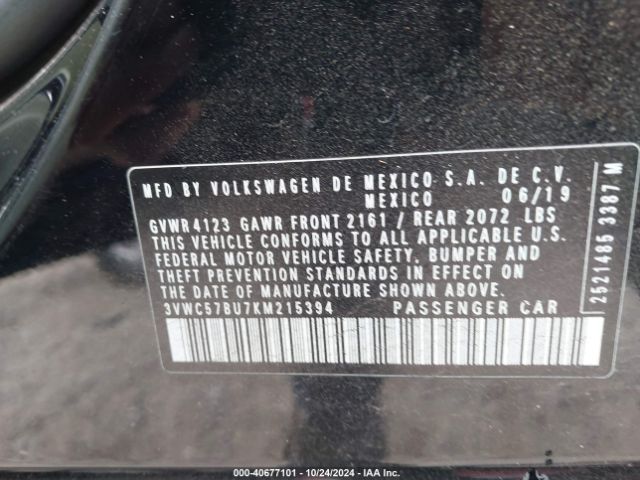 MFD BY VOLKSWAGEN DE MEXICO S.A. DE C.V.
MEXICO 06/19
GVWR 4123 GAWR FRONT 2161 / REAR 2072 LBS
THIS VEHICLE CONFORMS TO ALL APPLICABLE U.S.
FEDERAL MOTOR VEHICLE SAFETY, BUMPER AND
THEFT PREVENTION STANDARDS IN EFFECT ON
THE DATE OF MANUFACTURE SHOWN ABOVE.
3VWC57BU7KM215394 PASSENGER CAR
2521465 3387 M
000-40677101 - 10/24/2024 - IAA Inc.